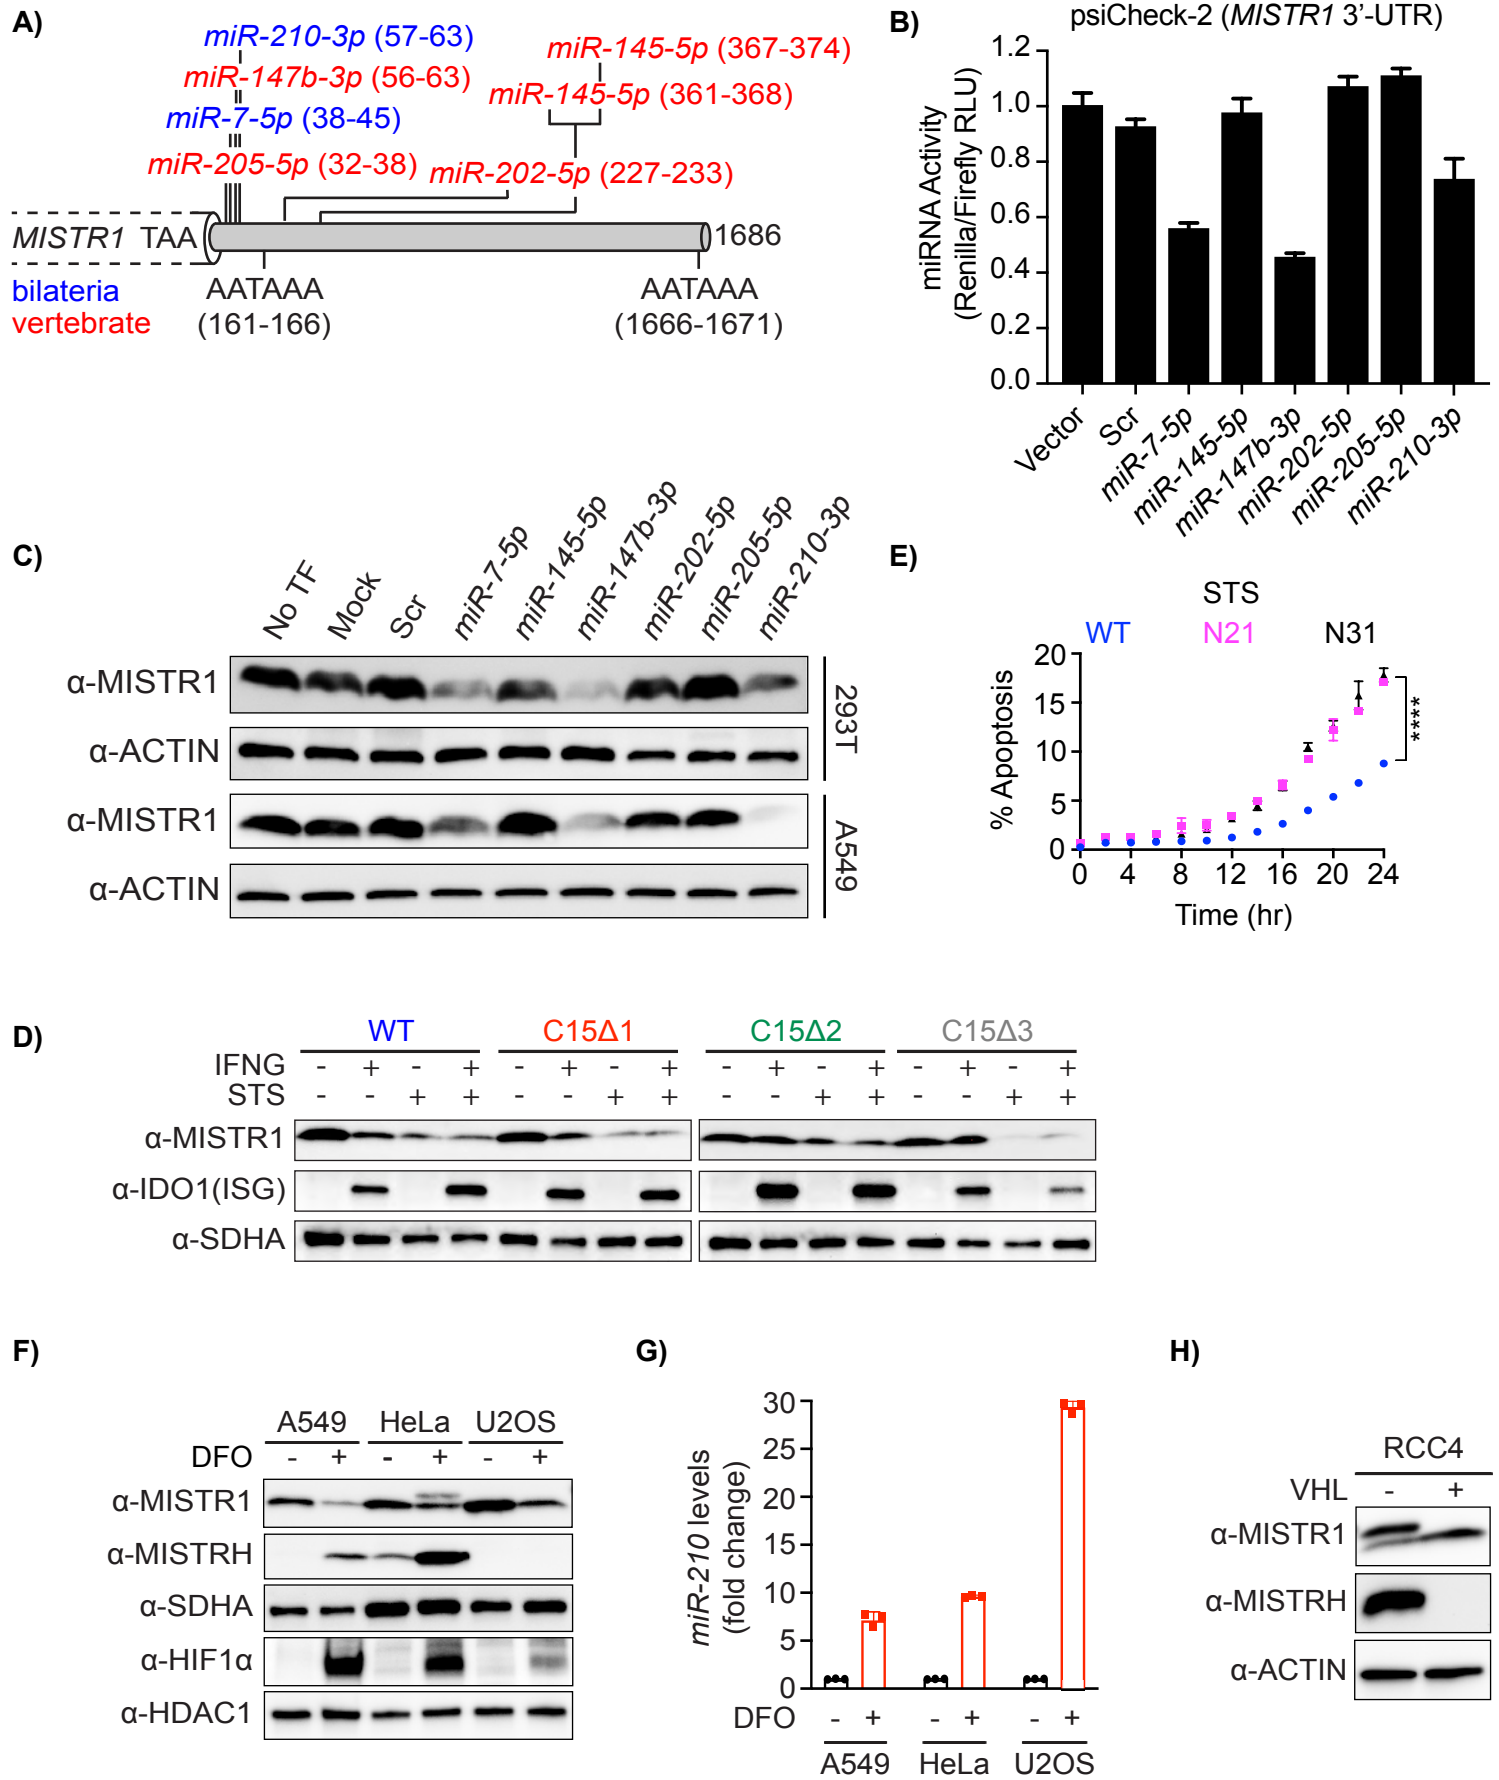 A)
miR-210-3p (57-63)
miR-147b-3p (56-63)
miR-7-5p (38-45)
miR-205-5p (32-38)
miR-145-5p (367-374)
miR-145-5p (361-368)
miR-202-5p (227-233)
MISTR1 TAA
1686
bilateria
vertebrate
AATAAA
(161-166)
AATAAA
(1666-1671)
B)
psiCheck-2 (MISTR1 3’-UTR)
miRNA Activity
(Renilla/Firefly RLU)
1.2
1.0
0.8
0.6
0.4
0.2
0.0
Vector
Scr
miR-7-5p
miR-145-5p
miR-147b-3p
miR-202-5p
miR-205-5p
miR-210-3p
C)
No TF
Mock
Scr
miR-7-5p
miR-145-5p
miR-147b-3p
miR-202-5p
miR-205-5p
miR-210-3p
α-MISTR1
α-ACTIN
293T
α-MISTR1
α-ACTIN
A549
E)
STS
WT N21 N31
% Apoptosis
20
15
10
5
0
0 4 8 12 16 20 24
Time (hr)
****
D)
WT C15Δ1 C15Δ2 C15Δ3
IFNG - + - + - + - + - + - + - + - +
STS - - + + - - + + - - + + - - + +
α-MISTR1
α-IDO1(ISG)
α-SDHA
F)
A549 HeLa U2OS
DFO - + - + - +
α-MISTR1
α-MISTRH
α-SDHA
α-HIF1α
α-HDAC1
G)
miR-210 levels
(fold change)
30
25
20
15
10
5
0
DFO - + - + - +
A549 HeLa U2OS
H)
RCC4
VHL - +
α-MISTR1
α-MISTRH
α-ACTIN